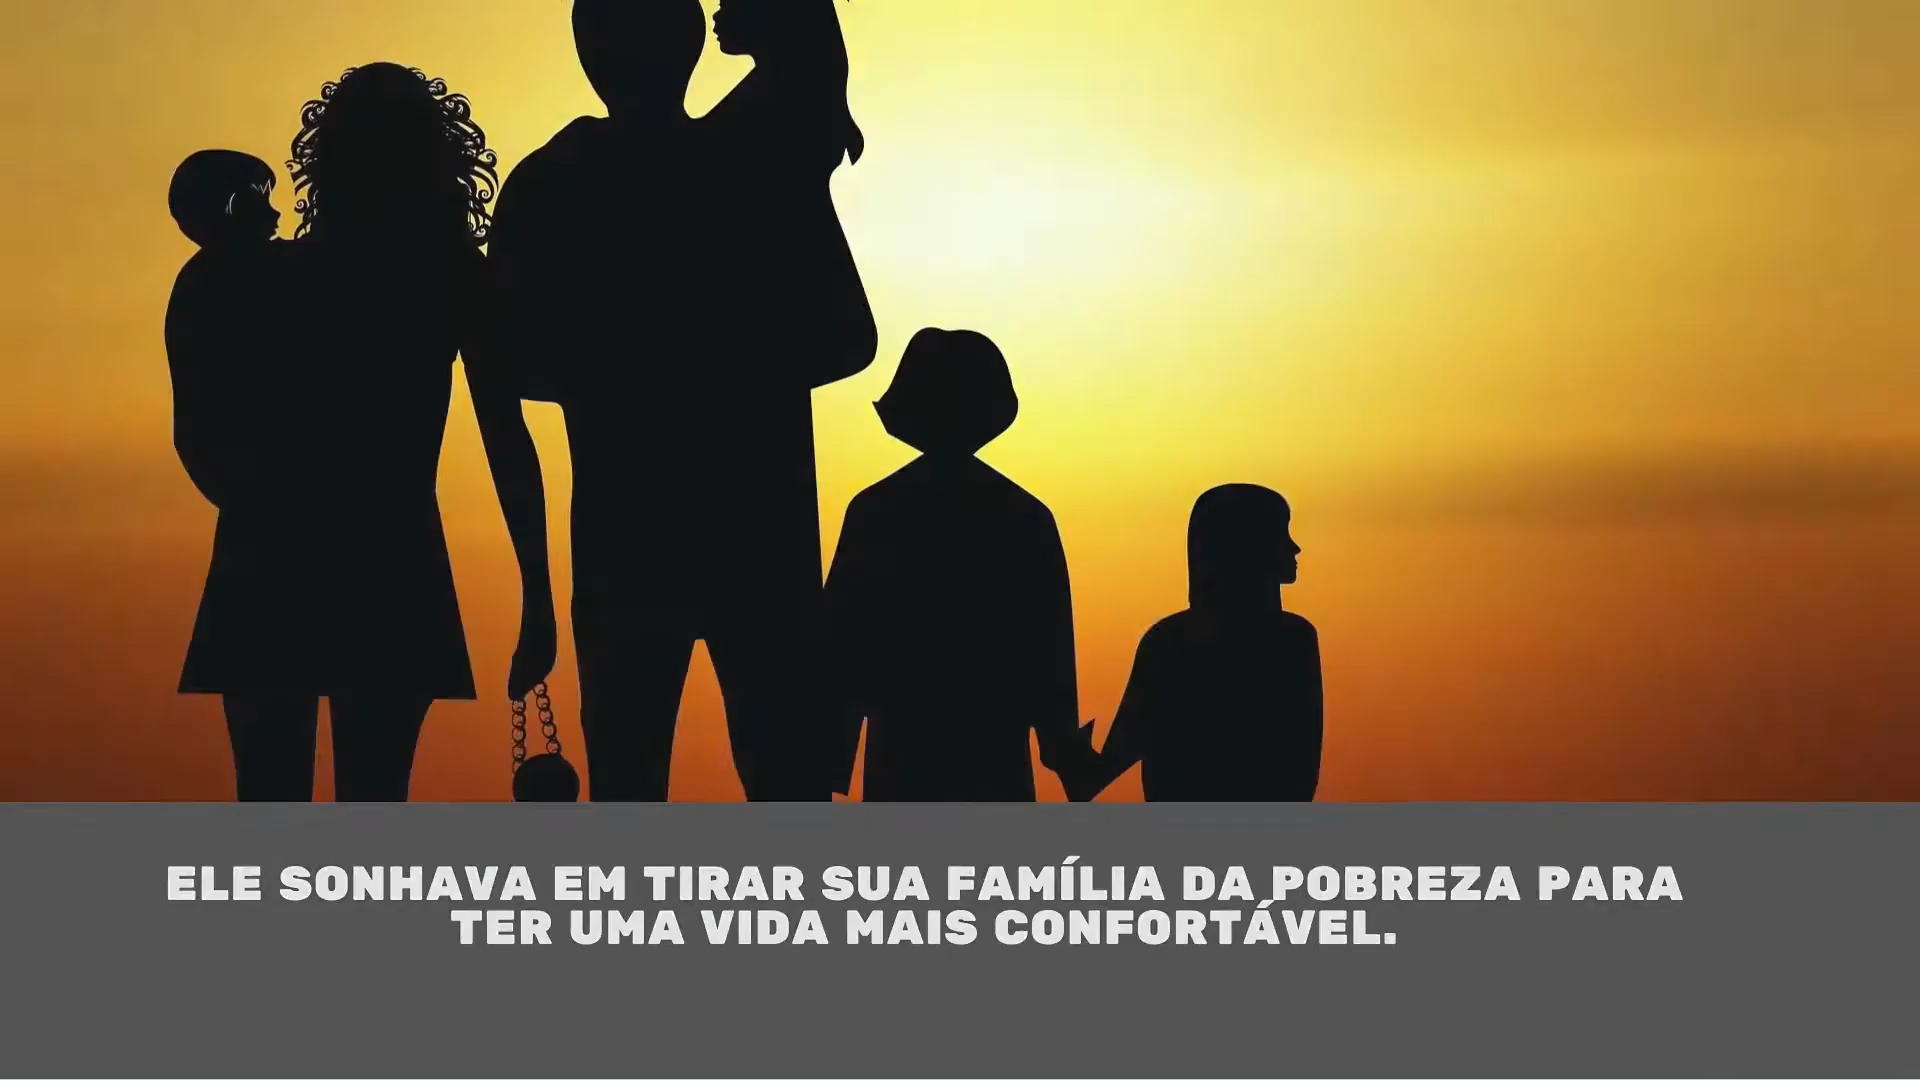 ELE SONHAVA EM TIRAR SUA FAMÍLIA DA POBREZA PARA
TER UMA VIDA MAIS CONFORTÁVEL.